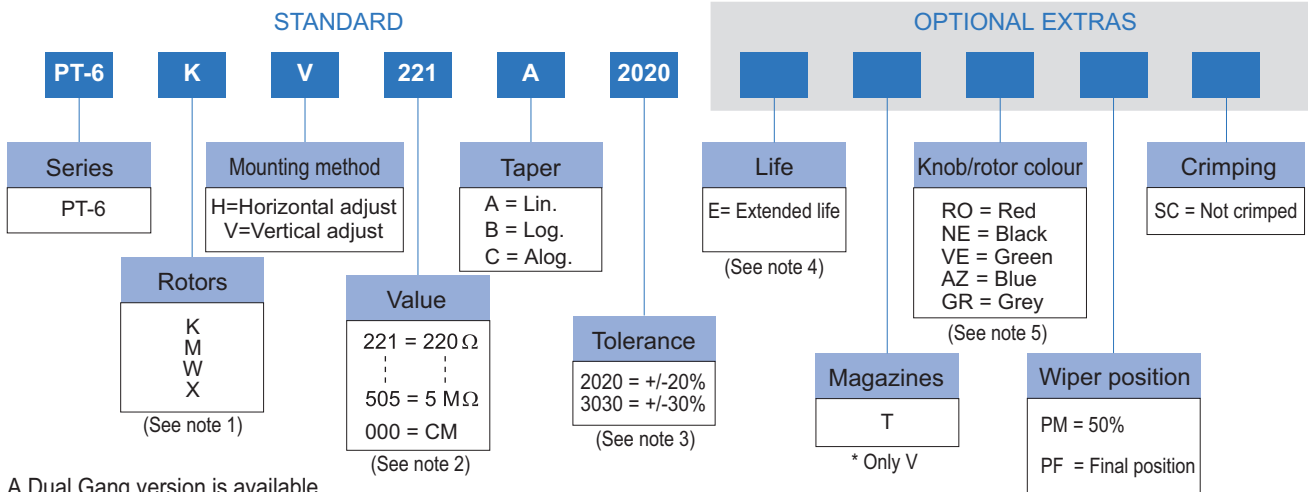 STANDARD
OPTIONAL EXTRAS
PT-6 K V 221 A 2020
Series
PT-6
Rotors
K
M
W
X
(See note 1)
Mounting method
H=Horizontal adjust
V=Vertical adjust
Value
221 = 220 Ω
505 = 5 MΩ
000 = CM
(See note 2)
Taper
A = Lin.
B = Log.
C = Alog.
Tolerance
2020 = +/-20%
3030 = +/-30%
(See note 3)
Life
E= Extended life
(See note 4)
Magazines
T
* Only V
Knob/rotor colour
RO = Red
NE = Black
VE = Green
AZ = Blue
GR = Grey
(See note 5)
Wiper position
PM = 50%
PF = Final position
Crimping
SC = Not crimped
A Dual Gang version is available